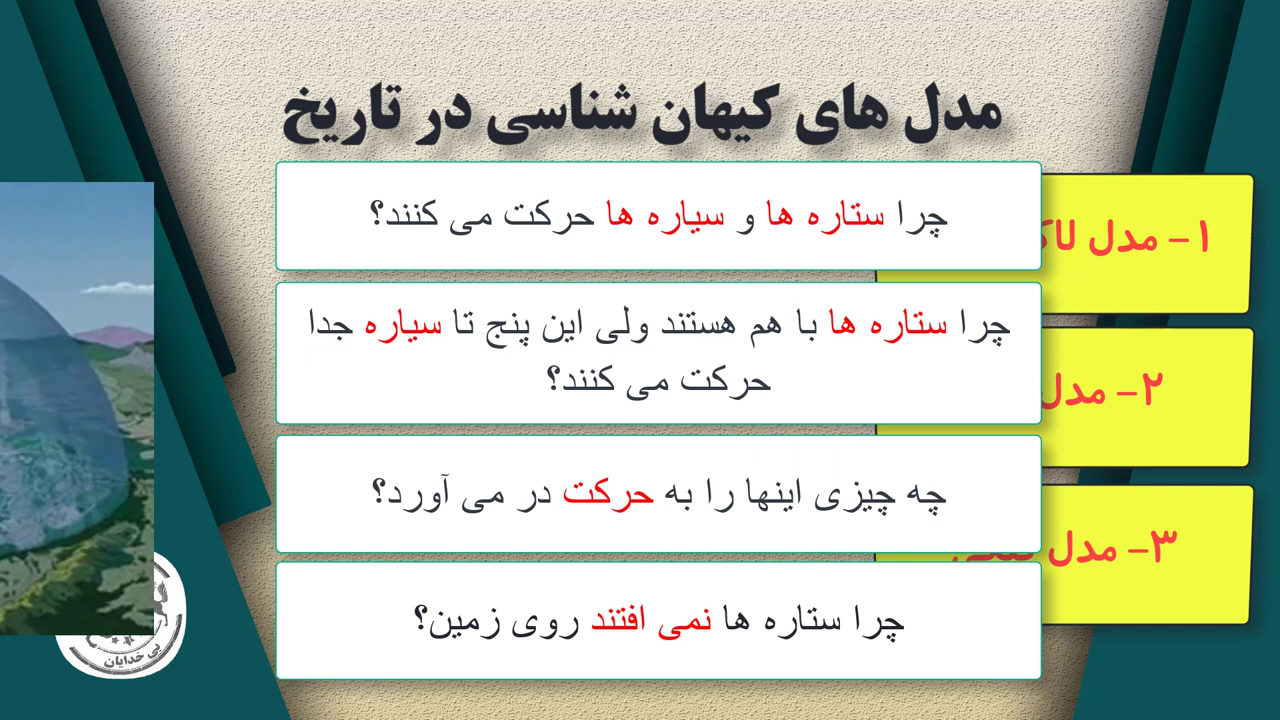 مدل های کیهان شناسی در تاریخ
چرا ستاره ها و سیاره ها حرکت می کنند؟
چرا ستاره ها با هم هستند ولی این پنج تا سیاره جدا
حرکت می کنند؟
چه چیزی اینها را به حرکت در می آورد؟
چرا ستاره ها نمی افتند روی زمین؟
۱- مدل
۲- مدل
۳- مدل
بی خدایان